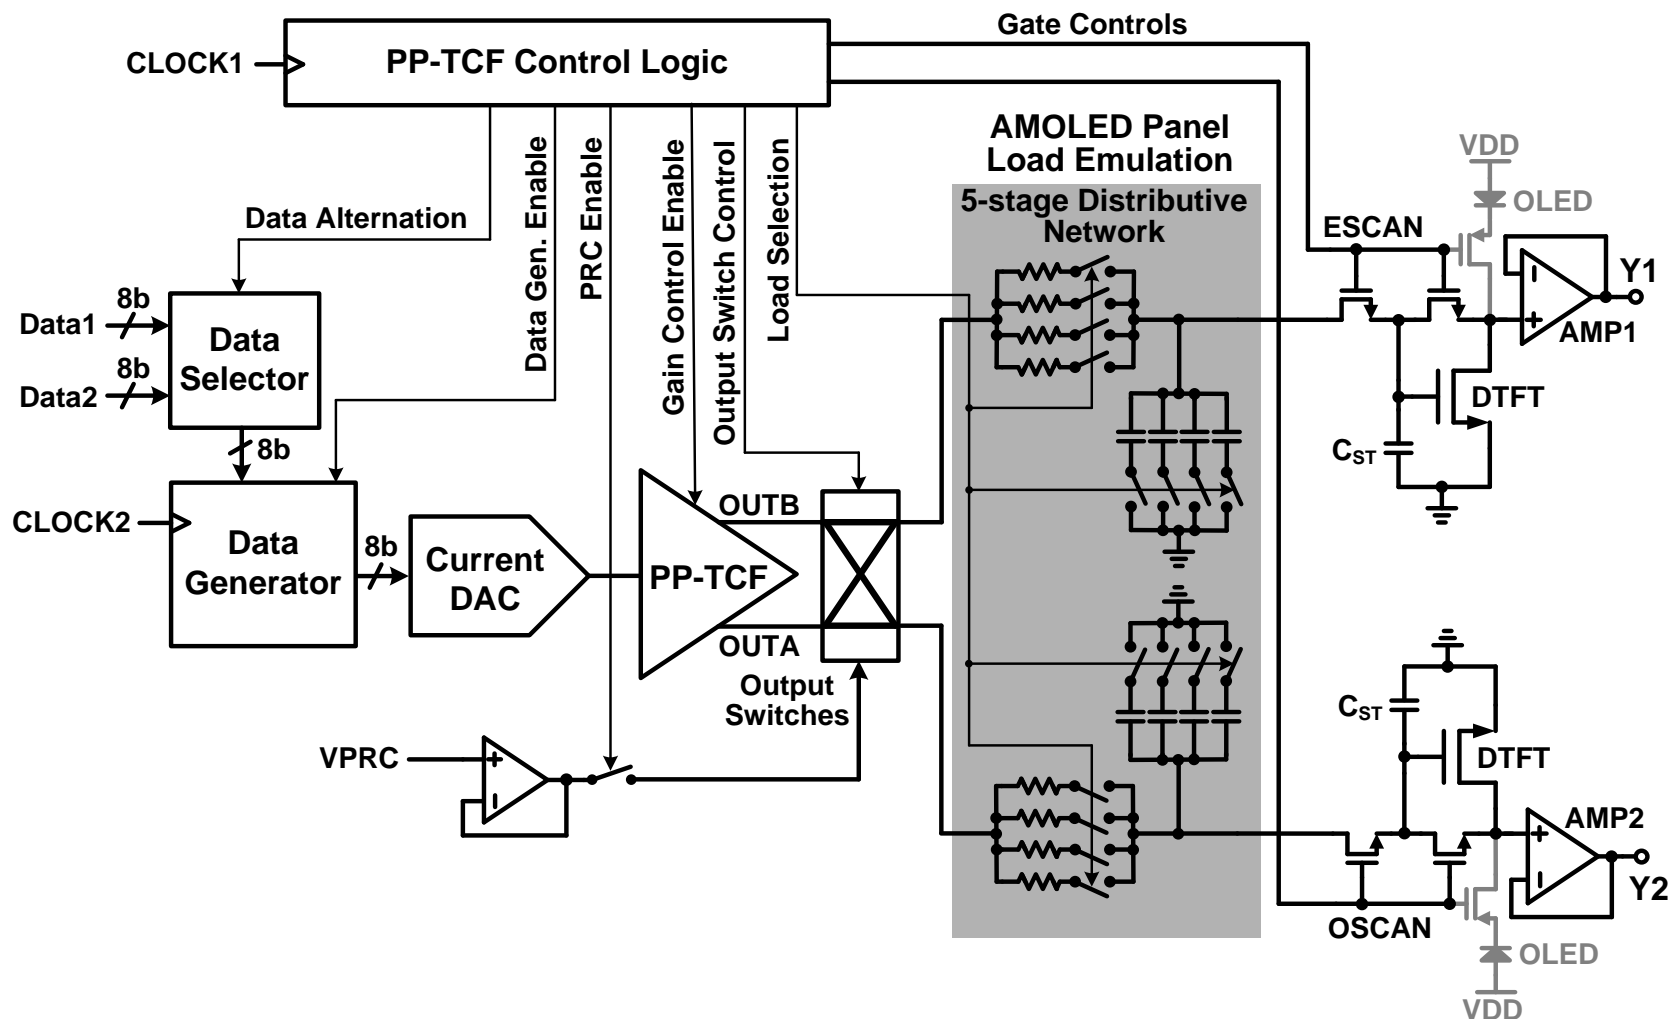 Gate Controls
CLOCK1
PP-TCF Control Logic
AMOLED Panel
Load Emulation
5-stage Distributive
Network
Data Alternation
Data Gen. Enable
PRC Enable
Gain Control Enable
Output Switch Control
Load Selection
VDD
OLED
ESCAN
Y1
AMP1
DTFT
CST
8b
Data1
8b
Data2
Data
Selector
8b
CLOCK2
Data
Generator
8b
Current
DAC
PP-TCF
OUTB
OUTA
Output
Switches
VPRC
CST
DTFT
AMP2
Y2
OSCAN
OLED
VDD